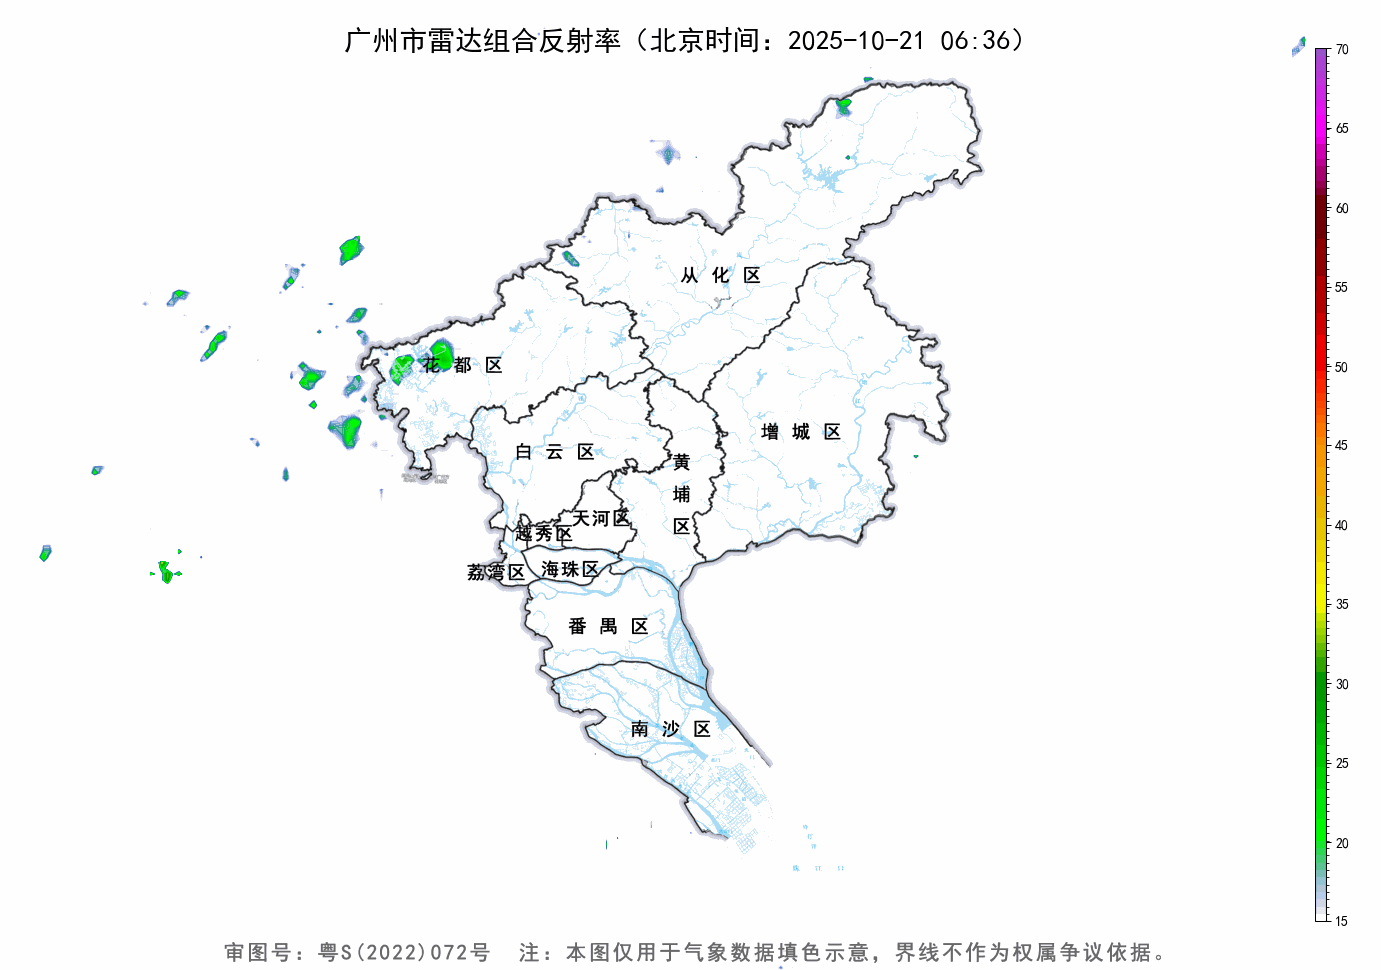 广州市雷达组合反射率（北京时间：2025-10-21 06:36）
70
65
60
55
50
45
40
35
30
25
20
15
从化区
花都区
增城区
白云区
黄埔区
天河区
越秀区
荔湾区
海珠区
番禺区
南沙区
审图号：粤S(2022)072号 注：本图仅用于气象数据填色示意，界线不作为权属争议依据。